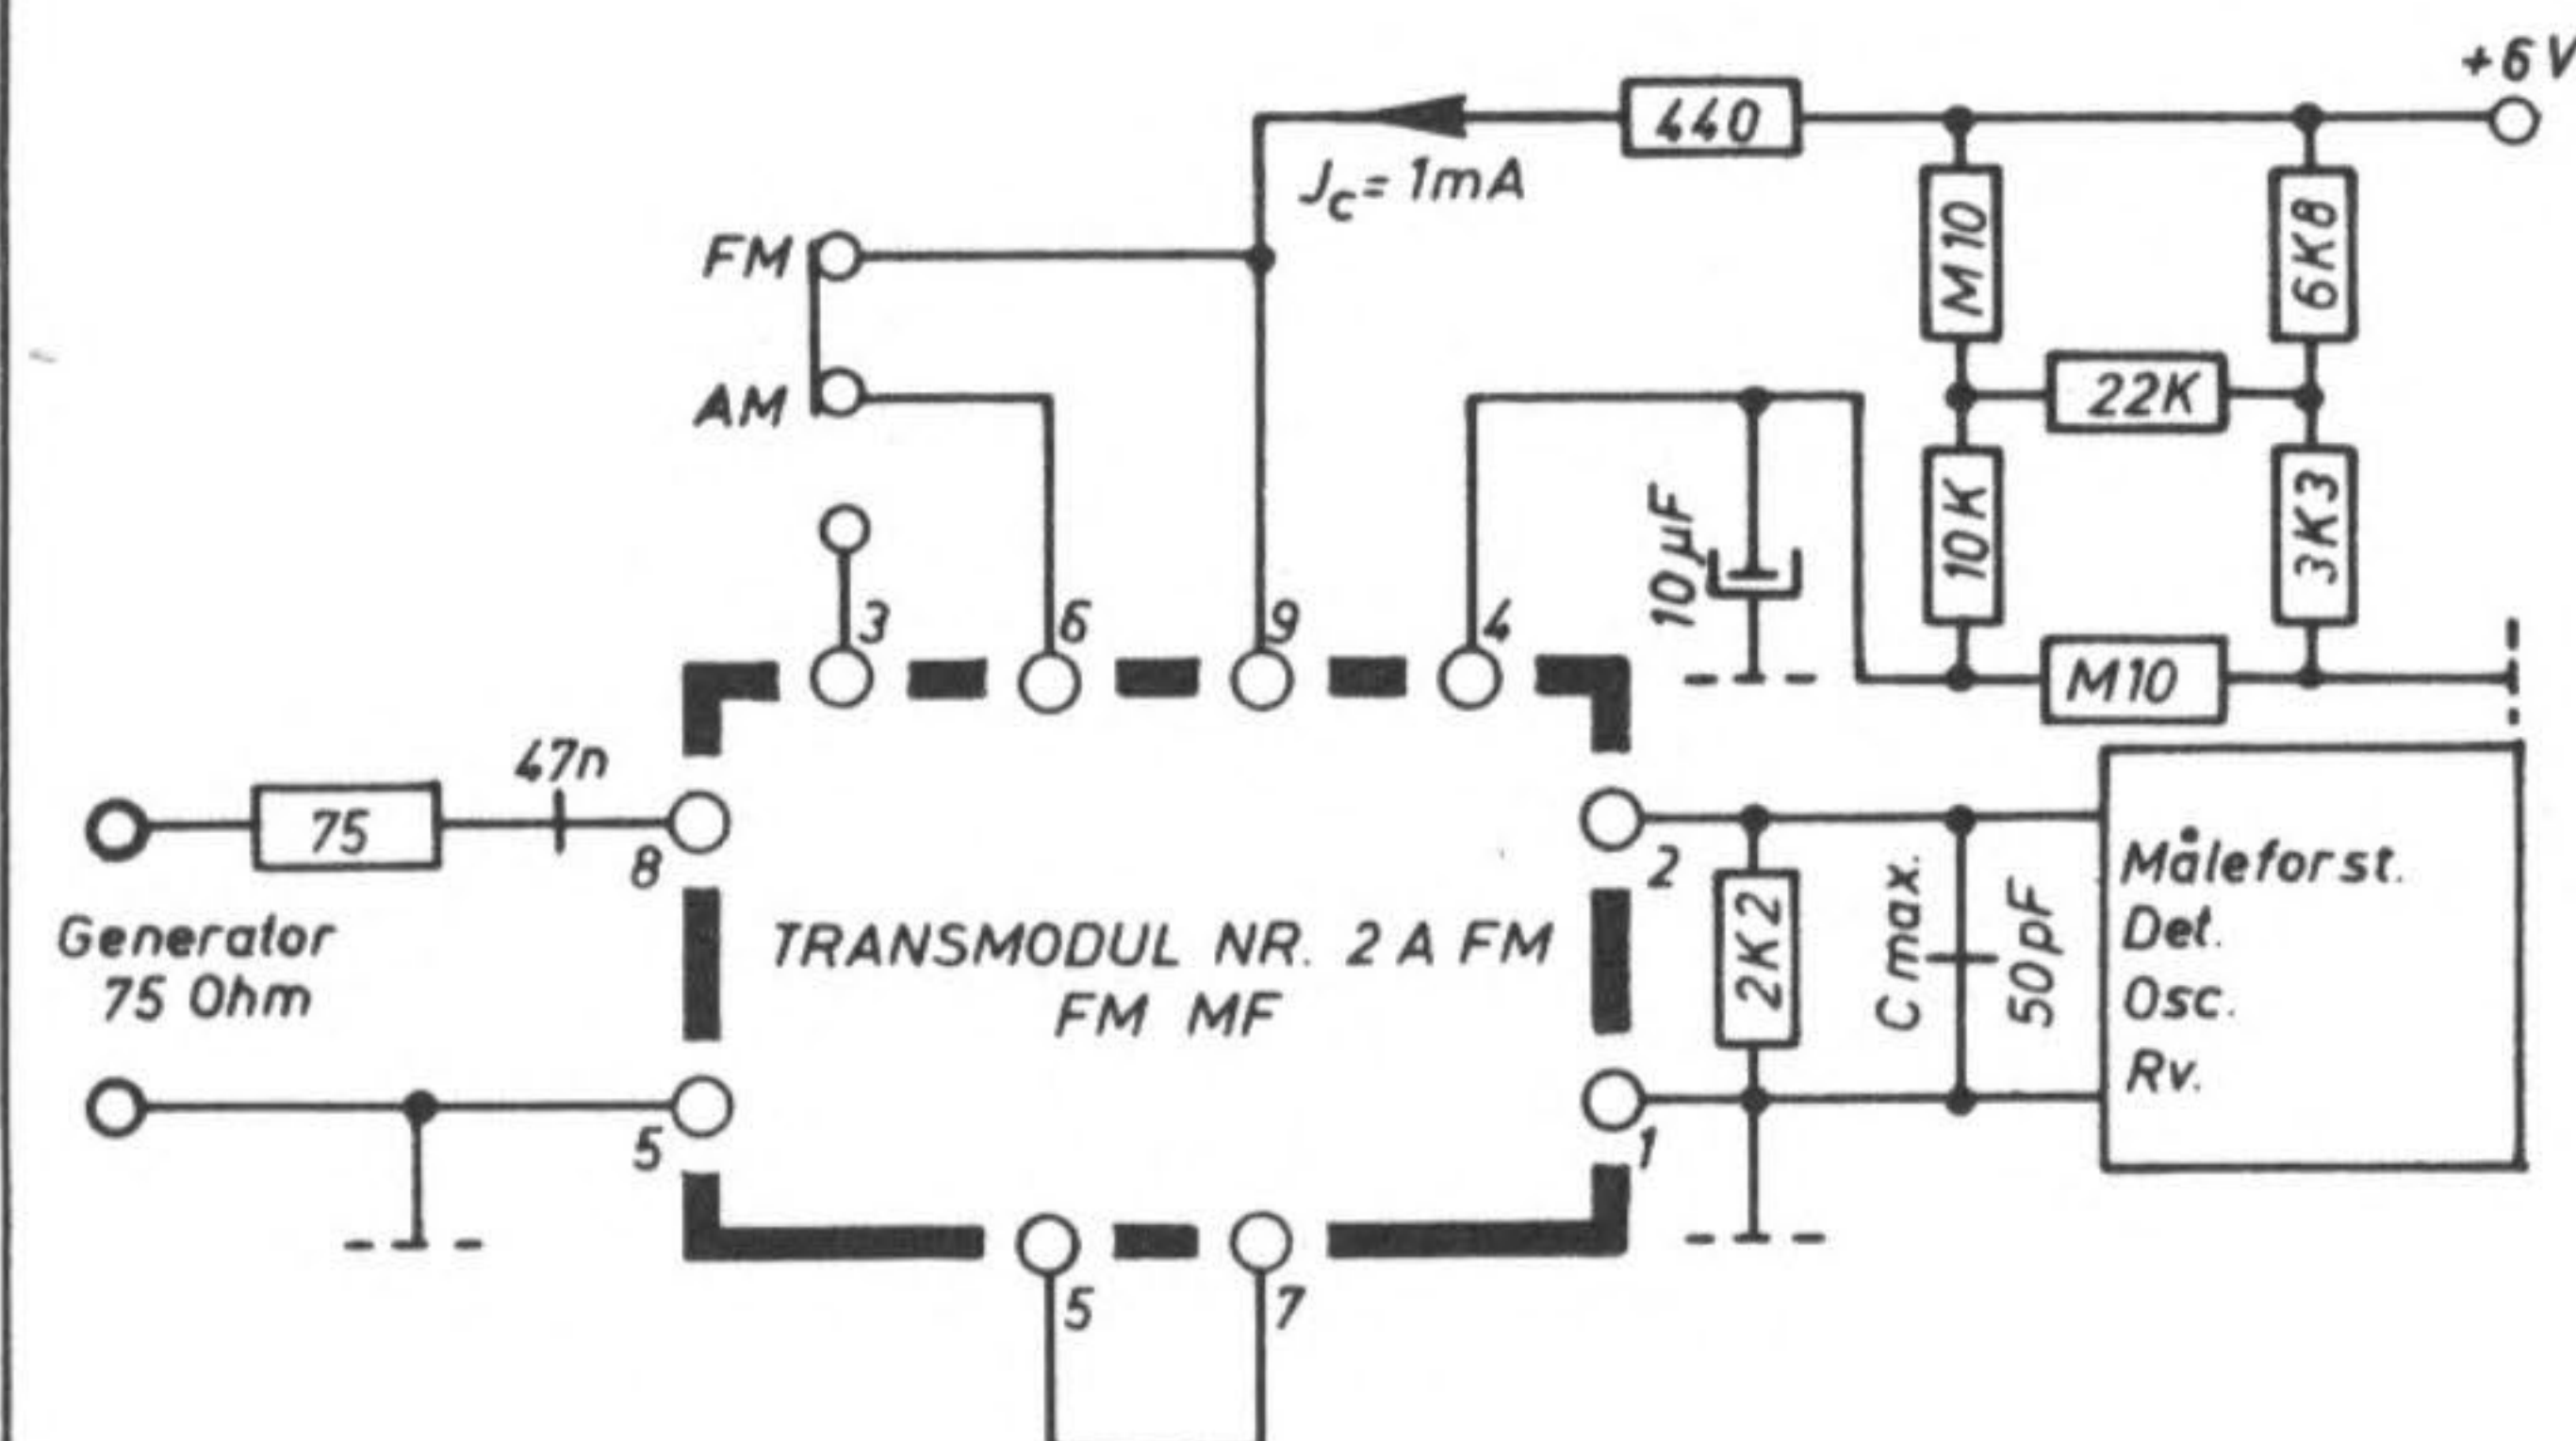 +6V
440
Jc = 1mA
FM
M10
6K8
22K
AM
10µF
10K
3K3
3
6
9
4
M10
47n
75
8
2
Måleforst.
Det.
Osc.
Rv.
2K2
C max.
50pF
Generator
75 Ohm
TRANSMODUL NR. 2 A FM
FM MF
5
1
5
7